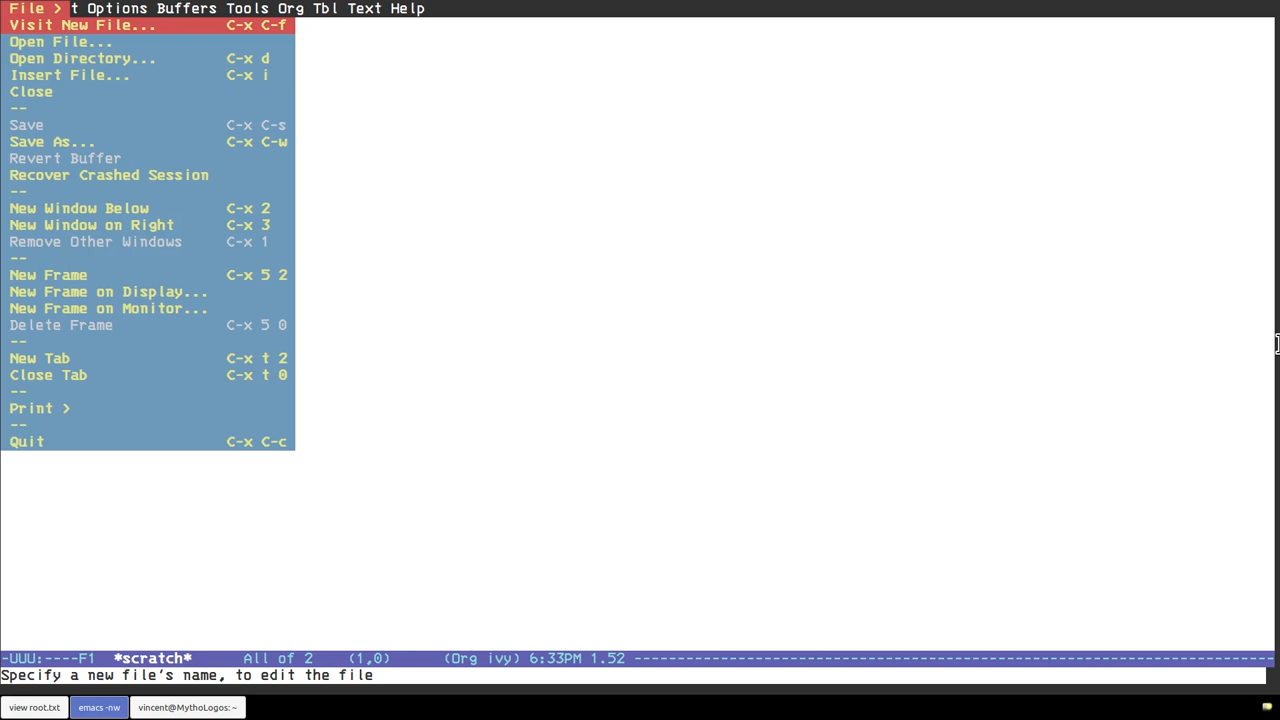 File > t Options Buffers Tools Org Tbl Text Help
Visit New File... C-x C-f
Open File...
Open Directory... C-x d
Insert File... C-x i
Close
--
Save C-x C-s
Save As... C-x C-w
Revert Buffer
Recover Crashed Session
--
New Window Below C-x 2
New Window on Right C-x 3
Remove Other Windows C-x 1
--
New Frame C-x 5 2
New Frame on Display...
New Frame on Monitor...
Delete Frame C-x 5 0
--
New Tab C-x t 2
Close Tab C-x t 0
--
Print >
--
Quit C-x C-c
-UUU:----F1 *scratch* All of 2 (1,0) (Org ivy) 6:33PM 1.52 --------------------------------------------------------------------------
Specify a new file's name, to edit the file
view root.txt emacs -nw vincent@MythoLogos: ~